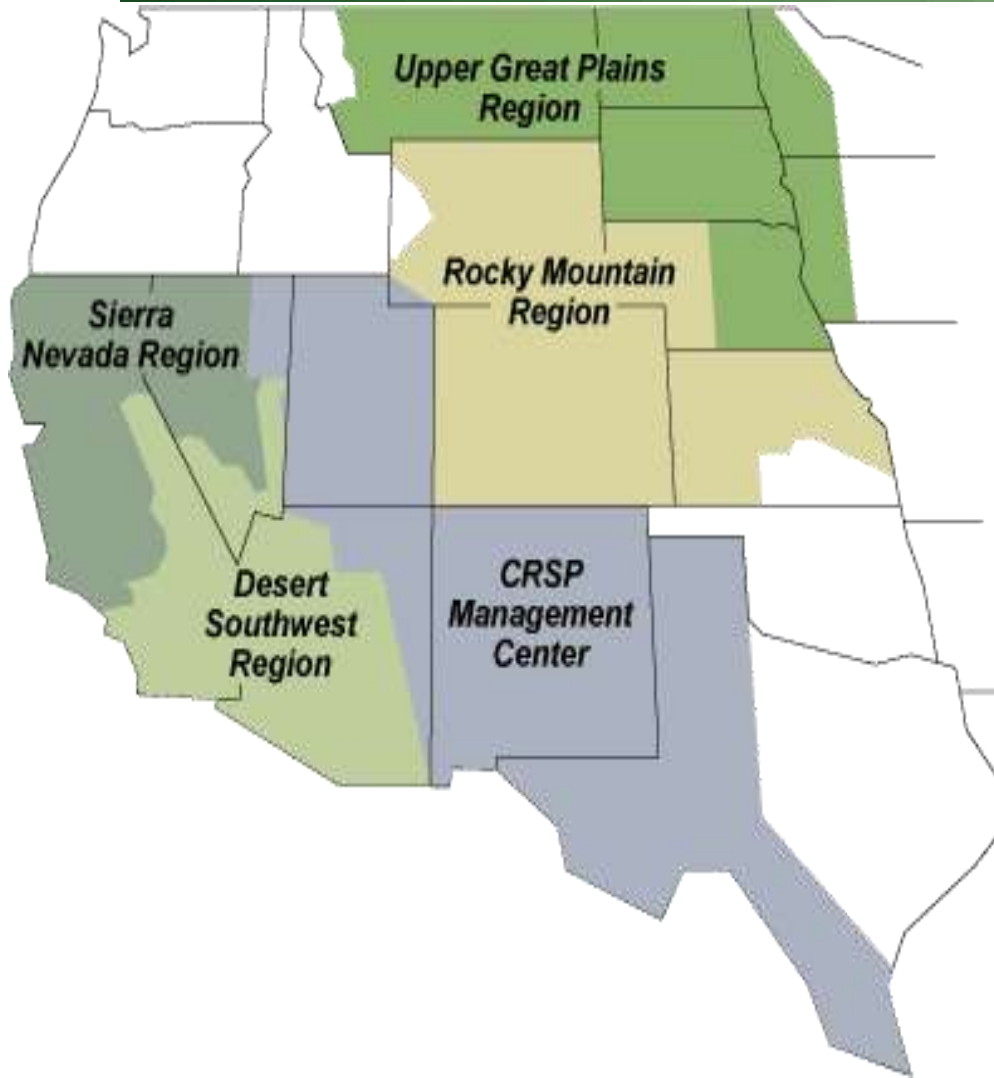 Upper Great Plains
Region
Rocky Mountain
Region
Sierra
Nevada Region
Desert
Southwest
Region
CRSP
Management
Center